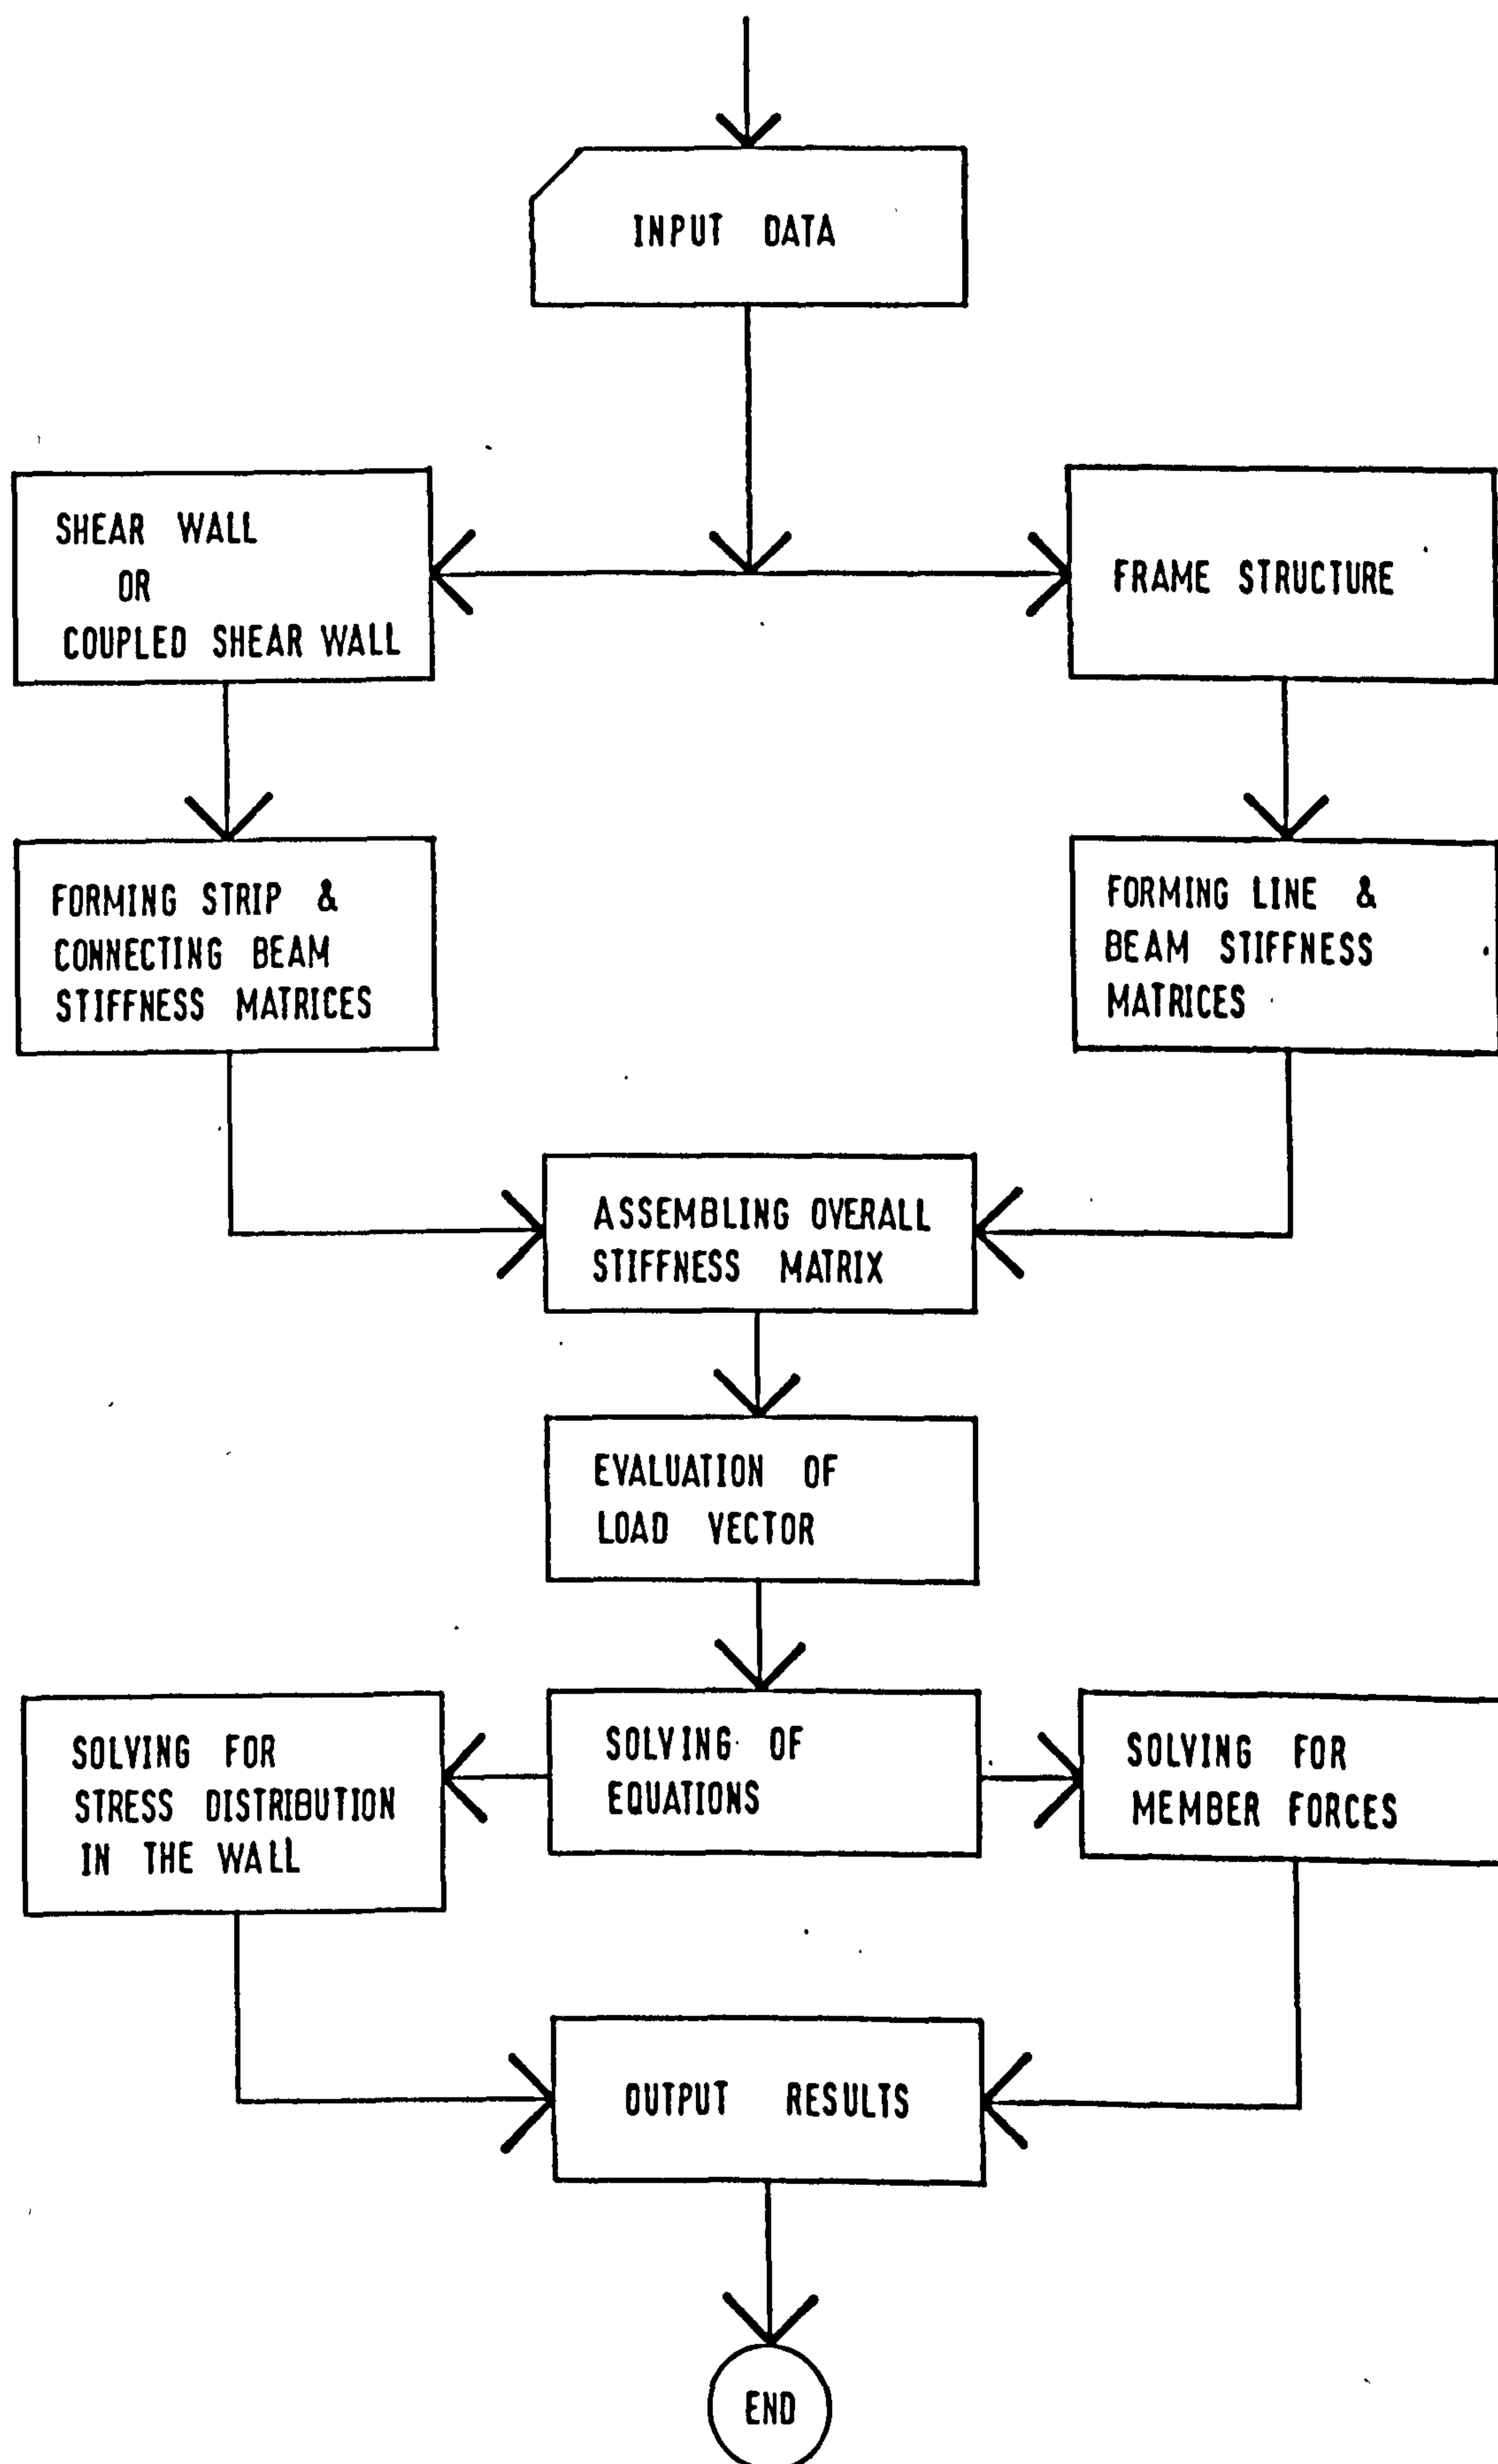 INPUT DATA
SHEAR WALL
OR
COUPLED SHEAR WALL
FRAME STRUCTURE
FORMING STRIP &
CONNECTING BEAM
STIFFNESS MATRICES
FORMING LINE &
BEAM STIFFNESS
MATRICES
ASSEMBLING OVERALL
STIFFNESS MATRIX
EVALUATION OF
LOAD VECTOR
SOLVING FOR
STRESS DISTRIBUTION
IN THE WALL
SOLVING OF
EQUATIONS
SOLVING FOR
MEMBER FORCES
OUTPUT RESULTS
END